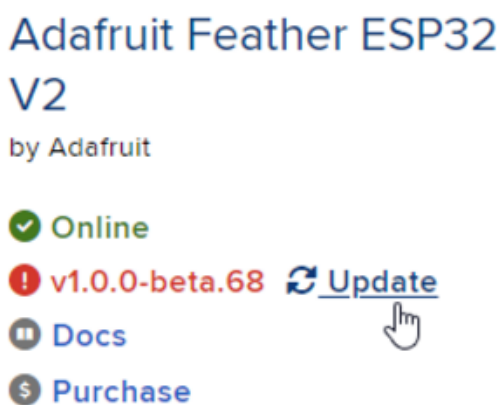 Adafruit Feather ESP32
V2
by Adafruit
Online
v1.0.0-beta.68 Update
Docs
Purchase